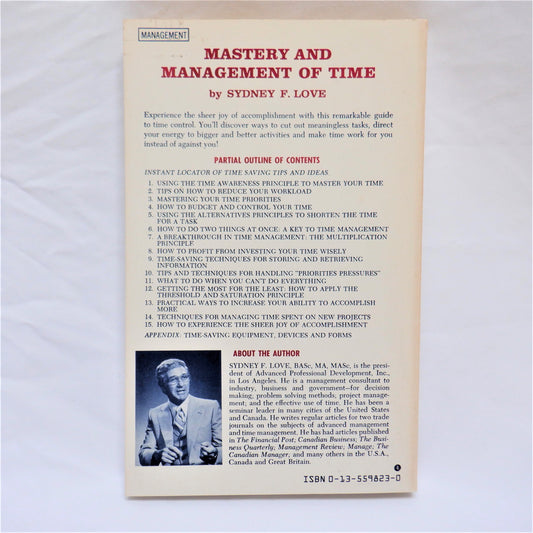 MANAGEMENT
MASTERY AND
MANAGEMENT OF TIME
by SYDNEY F. LOVE
Experience the sheer joy of accomplishment with this remarkable guide
to time control. You'll discover ways to cut out meaningless tasks, direct
your energy to bigger and better activities and make time work for you
instead of against you!
PARTIAL OUTLINE OF CONTENTS
INSTANT LOCATOR OF TIME SAVING TIPS AND IDEAS
1. USING THE TIME AWARENESS PRINCIPLE TO MASTER YOUR TIME
2. TIPS ON HOW TO REDUCE YOUR WORKLOAD
3. MASTERING YOUR TIME PRIORITIES
4. HOW TO BUDGET AND CONTROL YOUR TIME
5. USING THE ALTERNATIVES PRINCIPLES TO SHORTEN THE TIME
FOR A TASK
6. HOW TO DO TWO THINGS AT ONCE: A KEY TO TIME MANAGEMENT
7. A BREAKTHROUGH IN TIME MANAGEMENT: THE MULTIPLICATION
PRINCIPLE
8. HOW TO PROFIT FROM INVESTING YOUR TIME WISELY
9. TIME-SAVING TECHNIQUES FOR STORING AND RETRIEVING
INFORMATION
10. TIPS AND TECHNIQUES FOR HANDLING "PRIORITIES PRESSURES"
11. WHAT TO DO WHEN YOU CAN'T DO EVERYTHING
12. GETTING THE MOST FOR THE LEAST: HOW TO APPLY THE
THRESHOLD AND SATURATION PRINCIPLE
13. PRACTICAL WAYS TO INCREASE YOUR ABILITY TO ACCOMPLISH
MORE
14. TECHNIQUES FOR MANAGING TIME SPENT ON NEW PROJECTS
15. HOW TO EXPERIENCE THE SHEER JOY OF ACCOMPLISHMENT
APPENDIX: TIME-SAVING EQUIPMENT, DEVICES AND FORMS
ABOUT THE AUTHOR
SYDNEY F. LOVE, BASc, MA, MASc, is the presi-
dent of Advanced Professional Development, Inc.,
in Los Angeles. He is a management consultant to
industry, business and government—for decision
making; problem solving methods; project manage-
ment; and the effective use of time. He has been a
seminar leader in many cities of the United States
and Canada. He writes regular articles for two trade
journals on the subjects of advanced management
and time management. He has had articles published
in The Financial Post; Canadian Business; The Busi-
ness Quarterly; Management Review; Manage; The
Canadian Manager; and many others in the U.S.A.,
Canada and Great Britain.
ISBN 0-13-559823-0